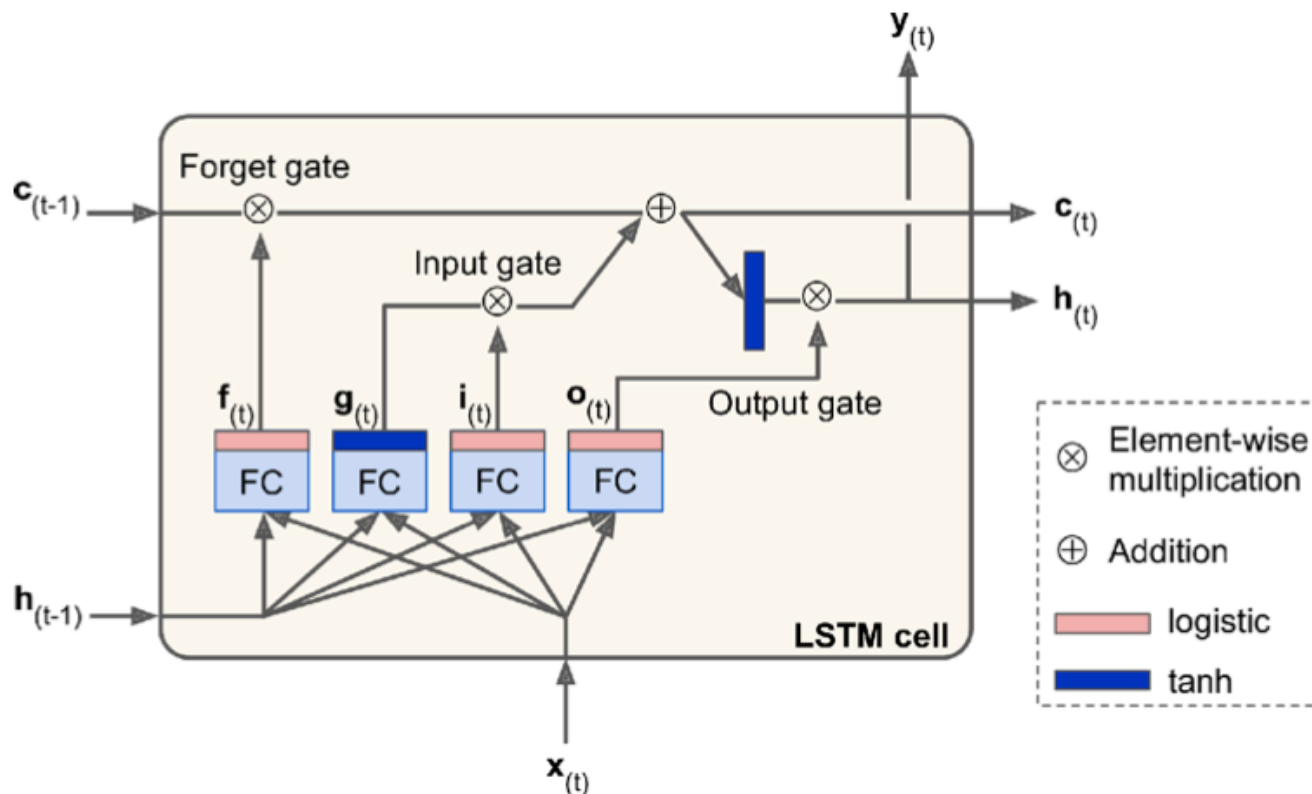 y(t)
Forget gate
c(t-1)
c(t)
Input gate
h(t)
f(t) g(t) i(t) o(t)
Output gate
FC FC FC FC
h(t-1)
LSTM cell
x(t)
Element-wise
multiplication
Addition
logistic
tanh